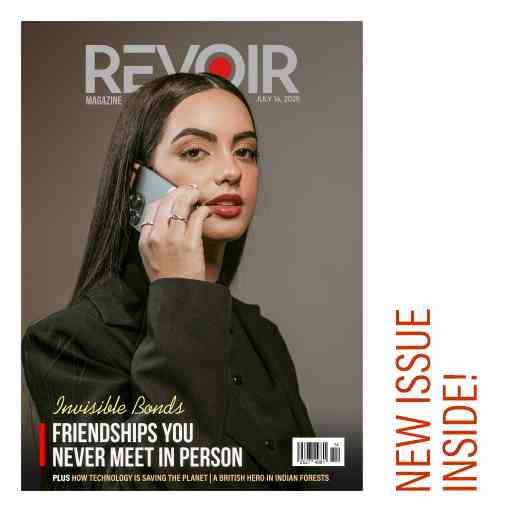 REVOIR
MAGAZINE
JULY 16, 2025
Invisible Bonds
FRIENDSHIPS YOU
NEVER MEET IN PERSON
PLUS HOW TECHNOLOGY IS SAVING THE PLANET | A BRITISH HERO IN INDIAN FORESTS
NEW ISSUE
INSIDE!